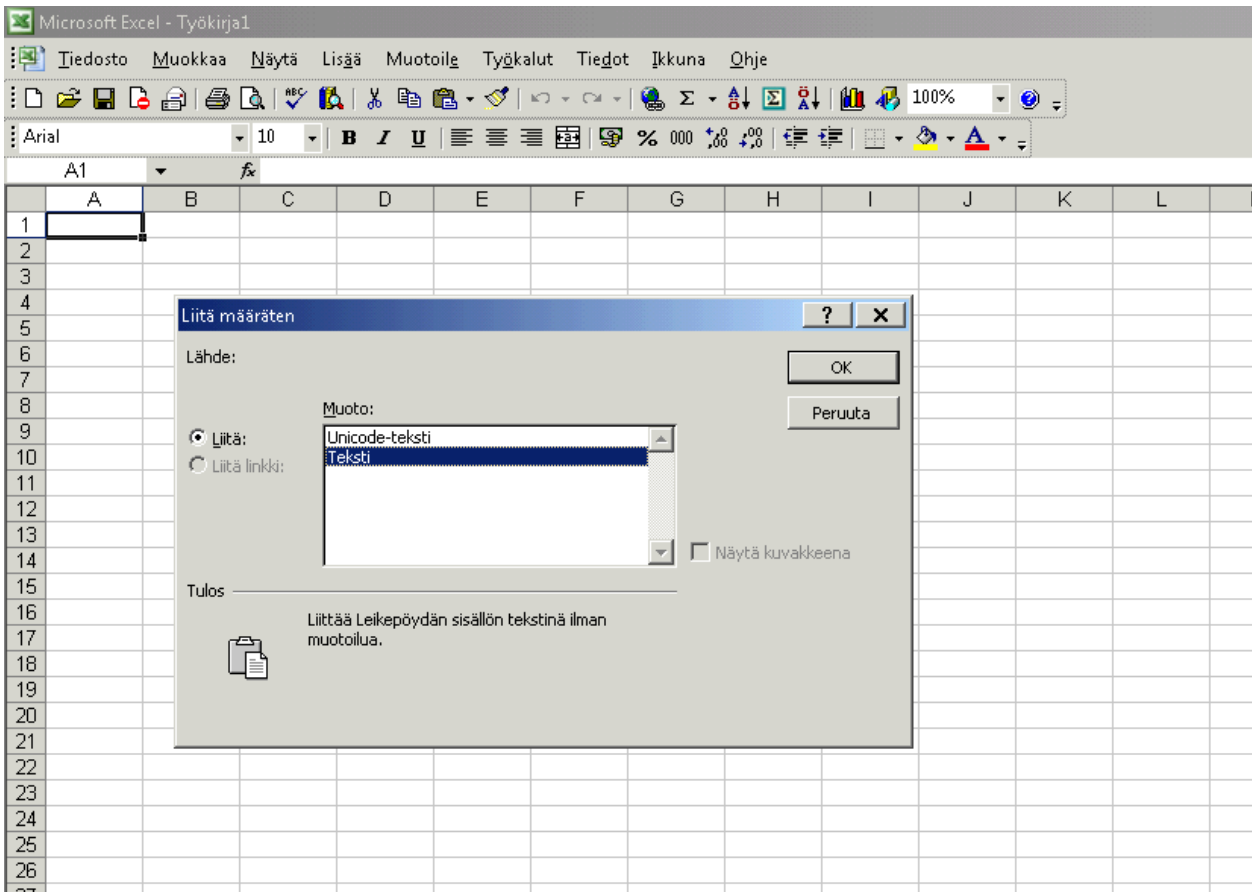 Microsoft Excel - Työkirja1
Tiedosto Muokkaa Näytä Lisää Muotoile Työkalut Tiedot Ikkuna Ohje
ABC Σ Σ 100%
Arial 10 B I U % 000 A
A1 fx
A B C D E F G H I J K L
1
2
3
4
Liitä määräten ? X
5
6
Lähde:
OK
7
8
Muoto:
Peruuta
9
Liitä:
Unicode-teksti
10
Liitä linkki:
Teksti
11
12
13
14
Näytä kuvakkeena
15
Tulos
16
Liittää Leikepöydän sisällön tekstinä ilman
17
muotoilua.
18
19
20
21
22
23
24
25
26